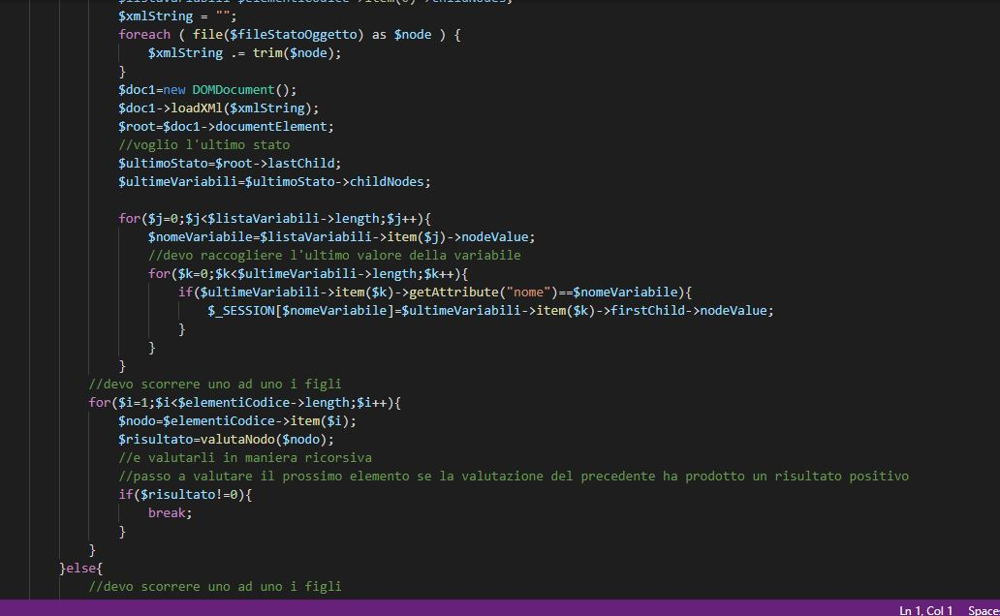 $listaVariabili=$elementiCodice->item(0)->childNodes;
$xmlString = "";
foreach ( file($fileStatoOggetto) as $node ) {
$xmlString .= trim($node);
}
$doc1=new DOMDocument();
$doc1->loadXMl($xmlString);
$root=$doc1->documentElement;
//voglio l'ultimo stato
$ultimoStato=$root->lastChild;
$ultimeVariabili=$ultimoStato->childNodes;
for($j=0;$j<$listaVariabili->length;$j++){
$nomeVariabile=$listaVariabili->item($j)->nodeValue;
//devo raccogliere l'ultimo valore della variabile
for($k=0;$k<$ultimeVariabili->length;$k++){
if($ultimeVariabili->item($k)->getAttribute("nome")==$nomeVariabile){
$_SESSION[$nomeVariabile]=$ultimeVariabili->item($k)->firstChild->nodeValue;
}
}
}
//devo scorrere uno ad uno i figli
for($i=1;$i<$elementiCodice->length;$i++){
$nodo=$elementiCodice->item($i);
$risultato=valutaNodo($nodo);
//e valutarli in maniera ricorsiva
//passo a valutare il prossimo elemento se la valutazione del precedente ha prodotto un risultato positivo
if($risultato!=0){
break;
}
}
}else{
//devo scorrere uno ad uno i figli
Ln 1, Col 1 Space